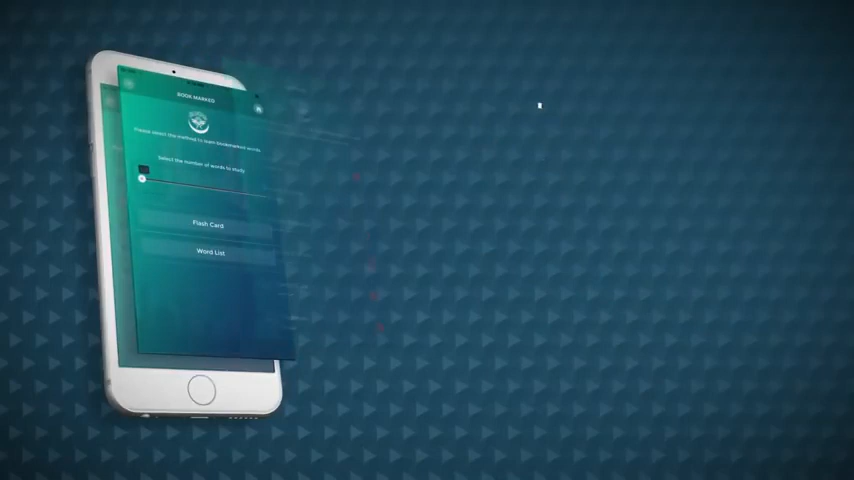 BOOK MARKED
Please select the method to learn bookmarked words
Select the number of words to study
Flash Card
Word List